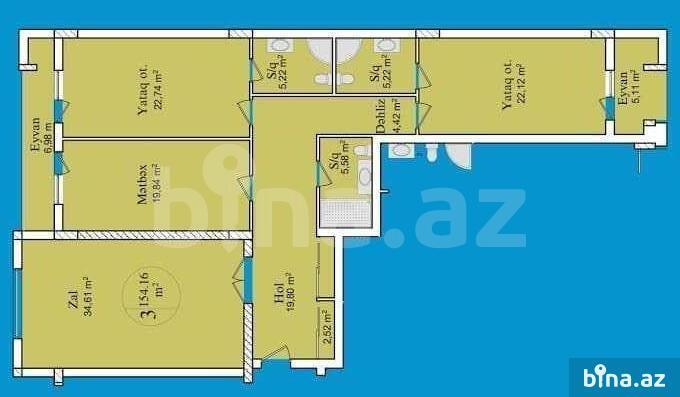 Eyvan
6,98 m
Yataq ot.
22,74 m²
S/q
5,22 m²
S/q
5,22 m²
Yataq ot.
22,12 m²
Eyvan
5,11 m²
Dəhliz
4,42 m²
Mətbəx
19,84 m²
S/q
5,58 m²
bina.az
Zal
34,61 m²
3
154.16
m²
Hol
19,80 m²
2,52 m²
bina.az